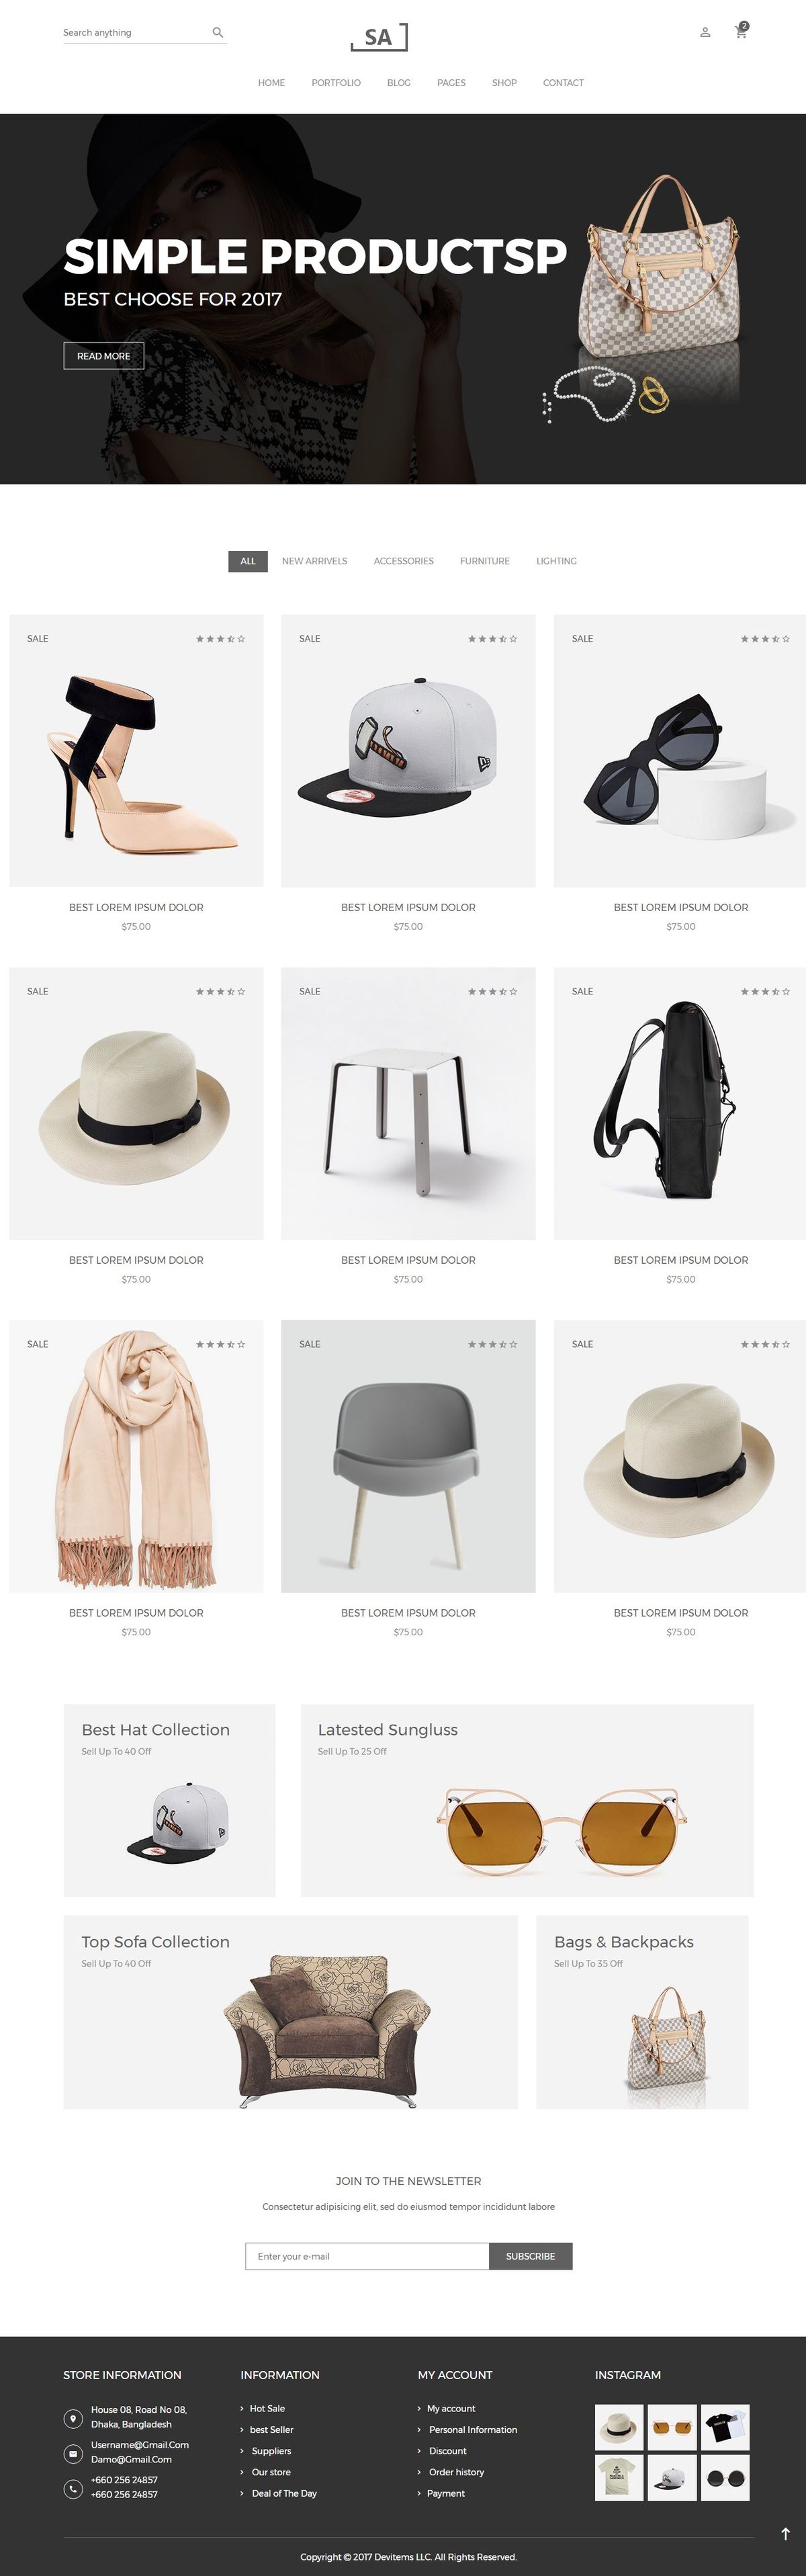 Search anything
SA
2
HOME PORTFOLIO BLOG PAGES SHOP CONTACT
SIMPLE PRODUCTSP
BEST CHOOSE FOR 2017
READ MORE
ALL NEW ARRIVELS ACCESSORIES FURNITURE LIGHTING
SALE SALE SALE
BEST LOREM IPSUM DOLOR BEST LOREM IPSUM DOLOR BEST LOREM IPSUM DOLOR
$75.00 $75.00 $75.00
SALE SALE SALE
BEST LOREM IPSUM DOLOR BEST LOREM IPSUM DOLOR BEST LOREM IPSUM DOLOR
$75.00 $75.00 $75.00
SALE SALE SALE
BEST LOREM IPSUM DOLOR BEST LOREM IPSUM DOLOR BEST LOREM IPSUM DOLOR
$75.00 $75.00 $75.00
Best Hat Collection
Sell Up To 40 Off
Latested Sungluss
Sell Up To 25 Off
Top Sofa Collection
Sell Up To 40 Off
Bags & Backpacks
Sell Up To 35 Off
JOIN TO THE NEWSLETTER
Consectetur adipisicing elit, sed do eiusmod tempor incididunt labore
Enter your e-mail SUBSCRIBE
STORE INFORMATION
House 08, Road No 08,
Dhaka, Bangladesh
Username@Gmail.Com
Damo@Gmail.Com
+660 256 24857
+660 256 24857
INFORMATION
Hot Sale
best Seller
Suppliers
Our store
Deal of The Day
MY ACCOUNT
My account
Personal Information
Discount
Order history
Payment
INSTAGRAM
Copyright © 2017 Devitems LLC. All Rights Reserved.